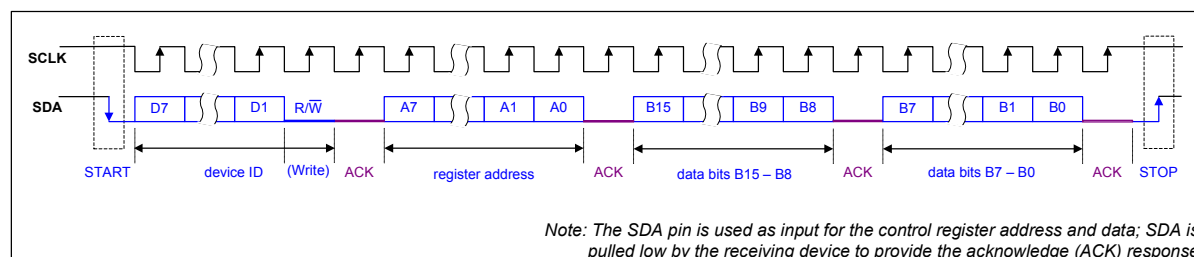 SCLK
SDA
D7 D1 R/W̅ A7 A1 A0 B15 B9 B8 B7 B1 B0
START device ID (Write) ACK register address ACK data bits B15 – B8 ACK data bits B7 – B0 ACK STOP
Note: The SDA pin is used as input for the control register address and data; SDA is
pulled low by the receiving device to provide the acknowledge (ACK) response